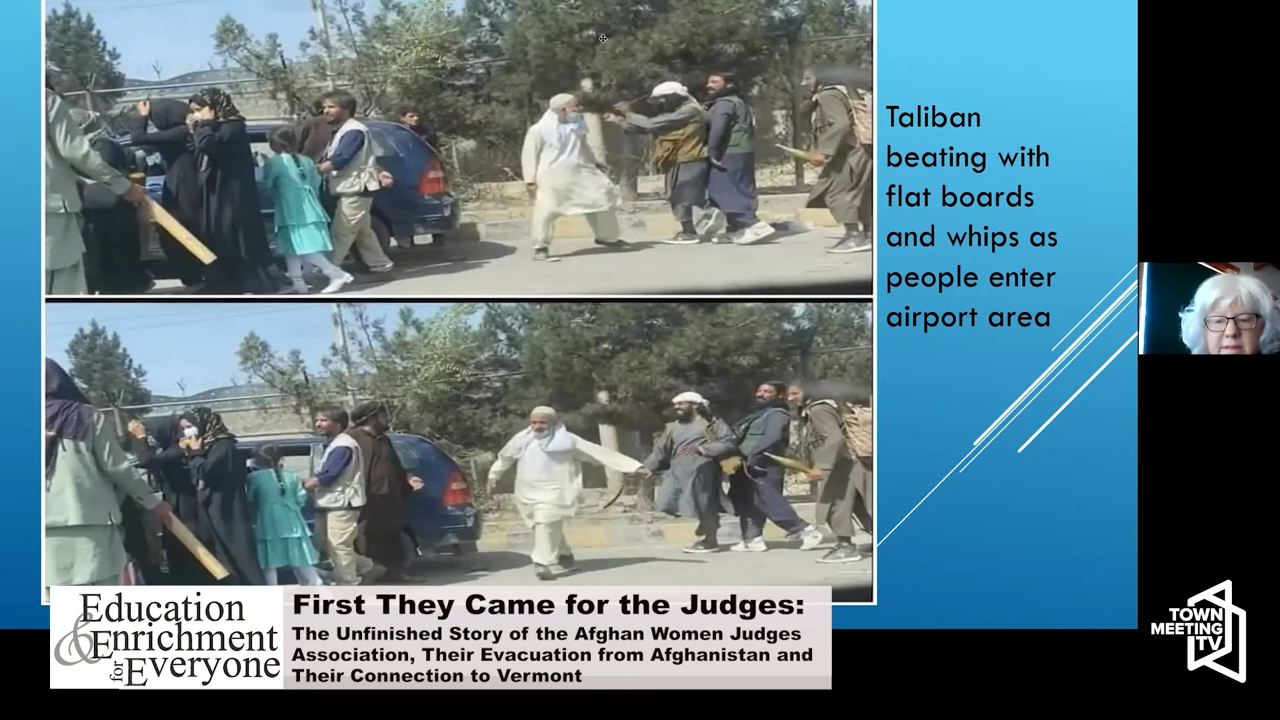 Taliban
beating with
flat boards
and whips as
people enter
airport area
Education
& Enrichment
for Everyone
First They Came for the Judges:
The Unfinished Story of the Afghan Women Judges
Association, Their Evacuation from Afghanistan and
Their Connection to Vermont
TOWN
MEETING
TV